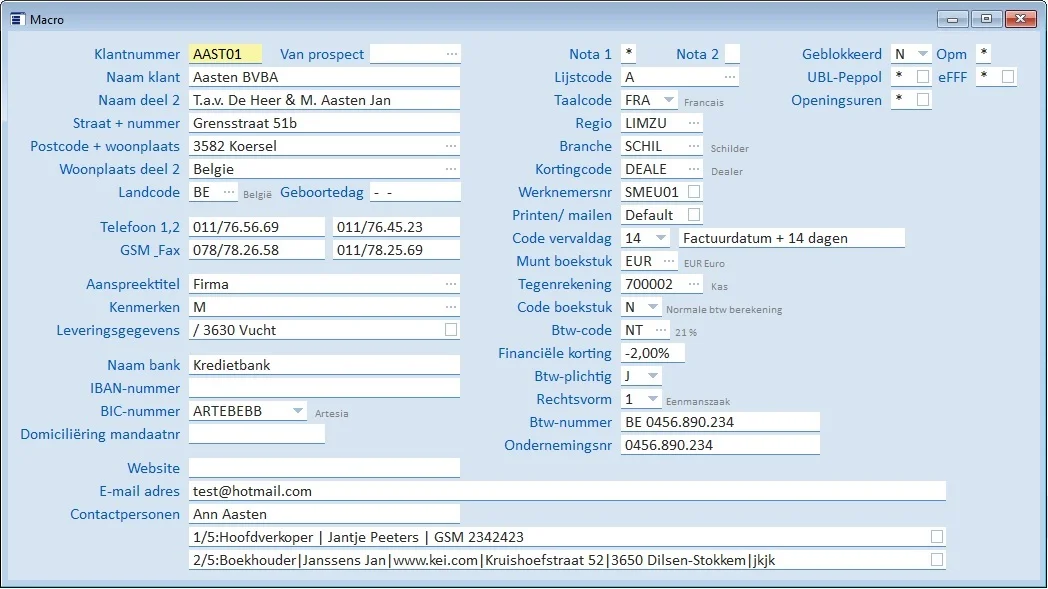 Macro
Klantnummer AAST01 Van prospect ...
Naam klant Aasten BVBA
Naam deel 2 T.a.v. De Heer & M. Aasten Jan
Straat + nummer Grensstraat 51b
Postcode + woonplaats 3582 Koersel ...
Woonplaats deel 2 Belgie ...
Landcode BE ... België Geboortedag - -
Telefoon 1,2 011/76.56.69 011/76.45.23
GSM _Fax 078/78.26.58 011/78.25.69
Aanspreektitel Firma ...
Kenmerken M ...
Leveringsgegevens / 3630 Vucht
Naam bank Kredietbank
IBAN-nummer
BIC-nummer ARTEBEBB Artesia
Domiciliëring mandaatnr
Website
E-mail adres test@hotmail.com
Contactpersonen Ann Aasten
1/5:Hoofdverkoper | Jantje Peeters | GSM 2342423
2/5:Boekhouder|Janssens Jan|www.kei.com|Kruishoefstraat 52|3650 Dilsen-Stokkem|jkjk
Nota 1 * Nota 2
Lijstcode A ...
Taalcode FRA Francais
Regio LIMZU ...
Branche SCHIL ... Schilder
Kortingcode DEALE ... Dealer
Werknemersnr SMEU01
Printen/ mailen Default
Code vervaldag 14 Factuurdatum + 14 dagen
Munt boekstuk EUR ... EUR Euro
Tegenrekening 700002 ... Kas
Code boekstuk N Normale btw berekening
Btw-code NT ... 21 %
Financiële korting -2,00%
Btw-plichtig J
Rechtsvorm 1 Eenmanszaak
Btw-nummer BE 0456.890.234
Ondernemingsnr 0456.890.234
Geblokkeerd N Opm *
UBL-Peppol * eFFF *
Openingsuren *